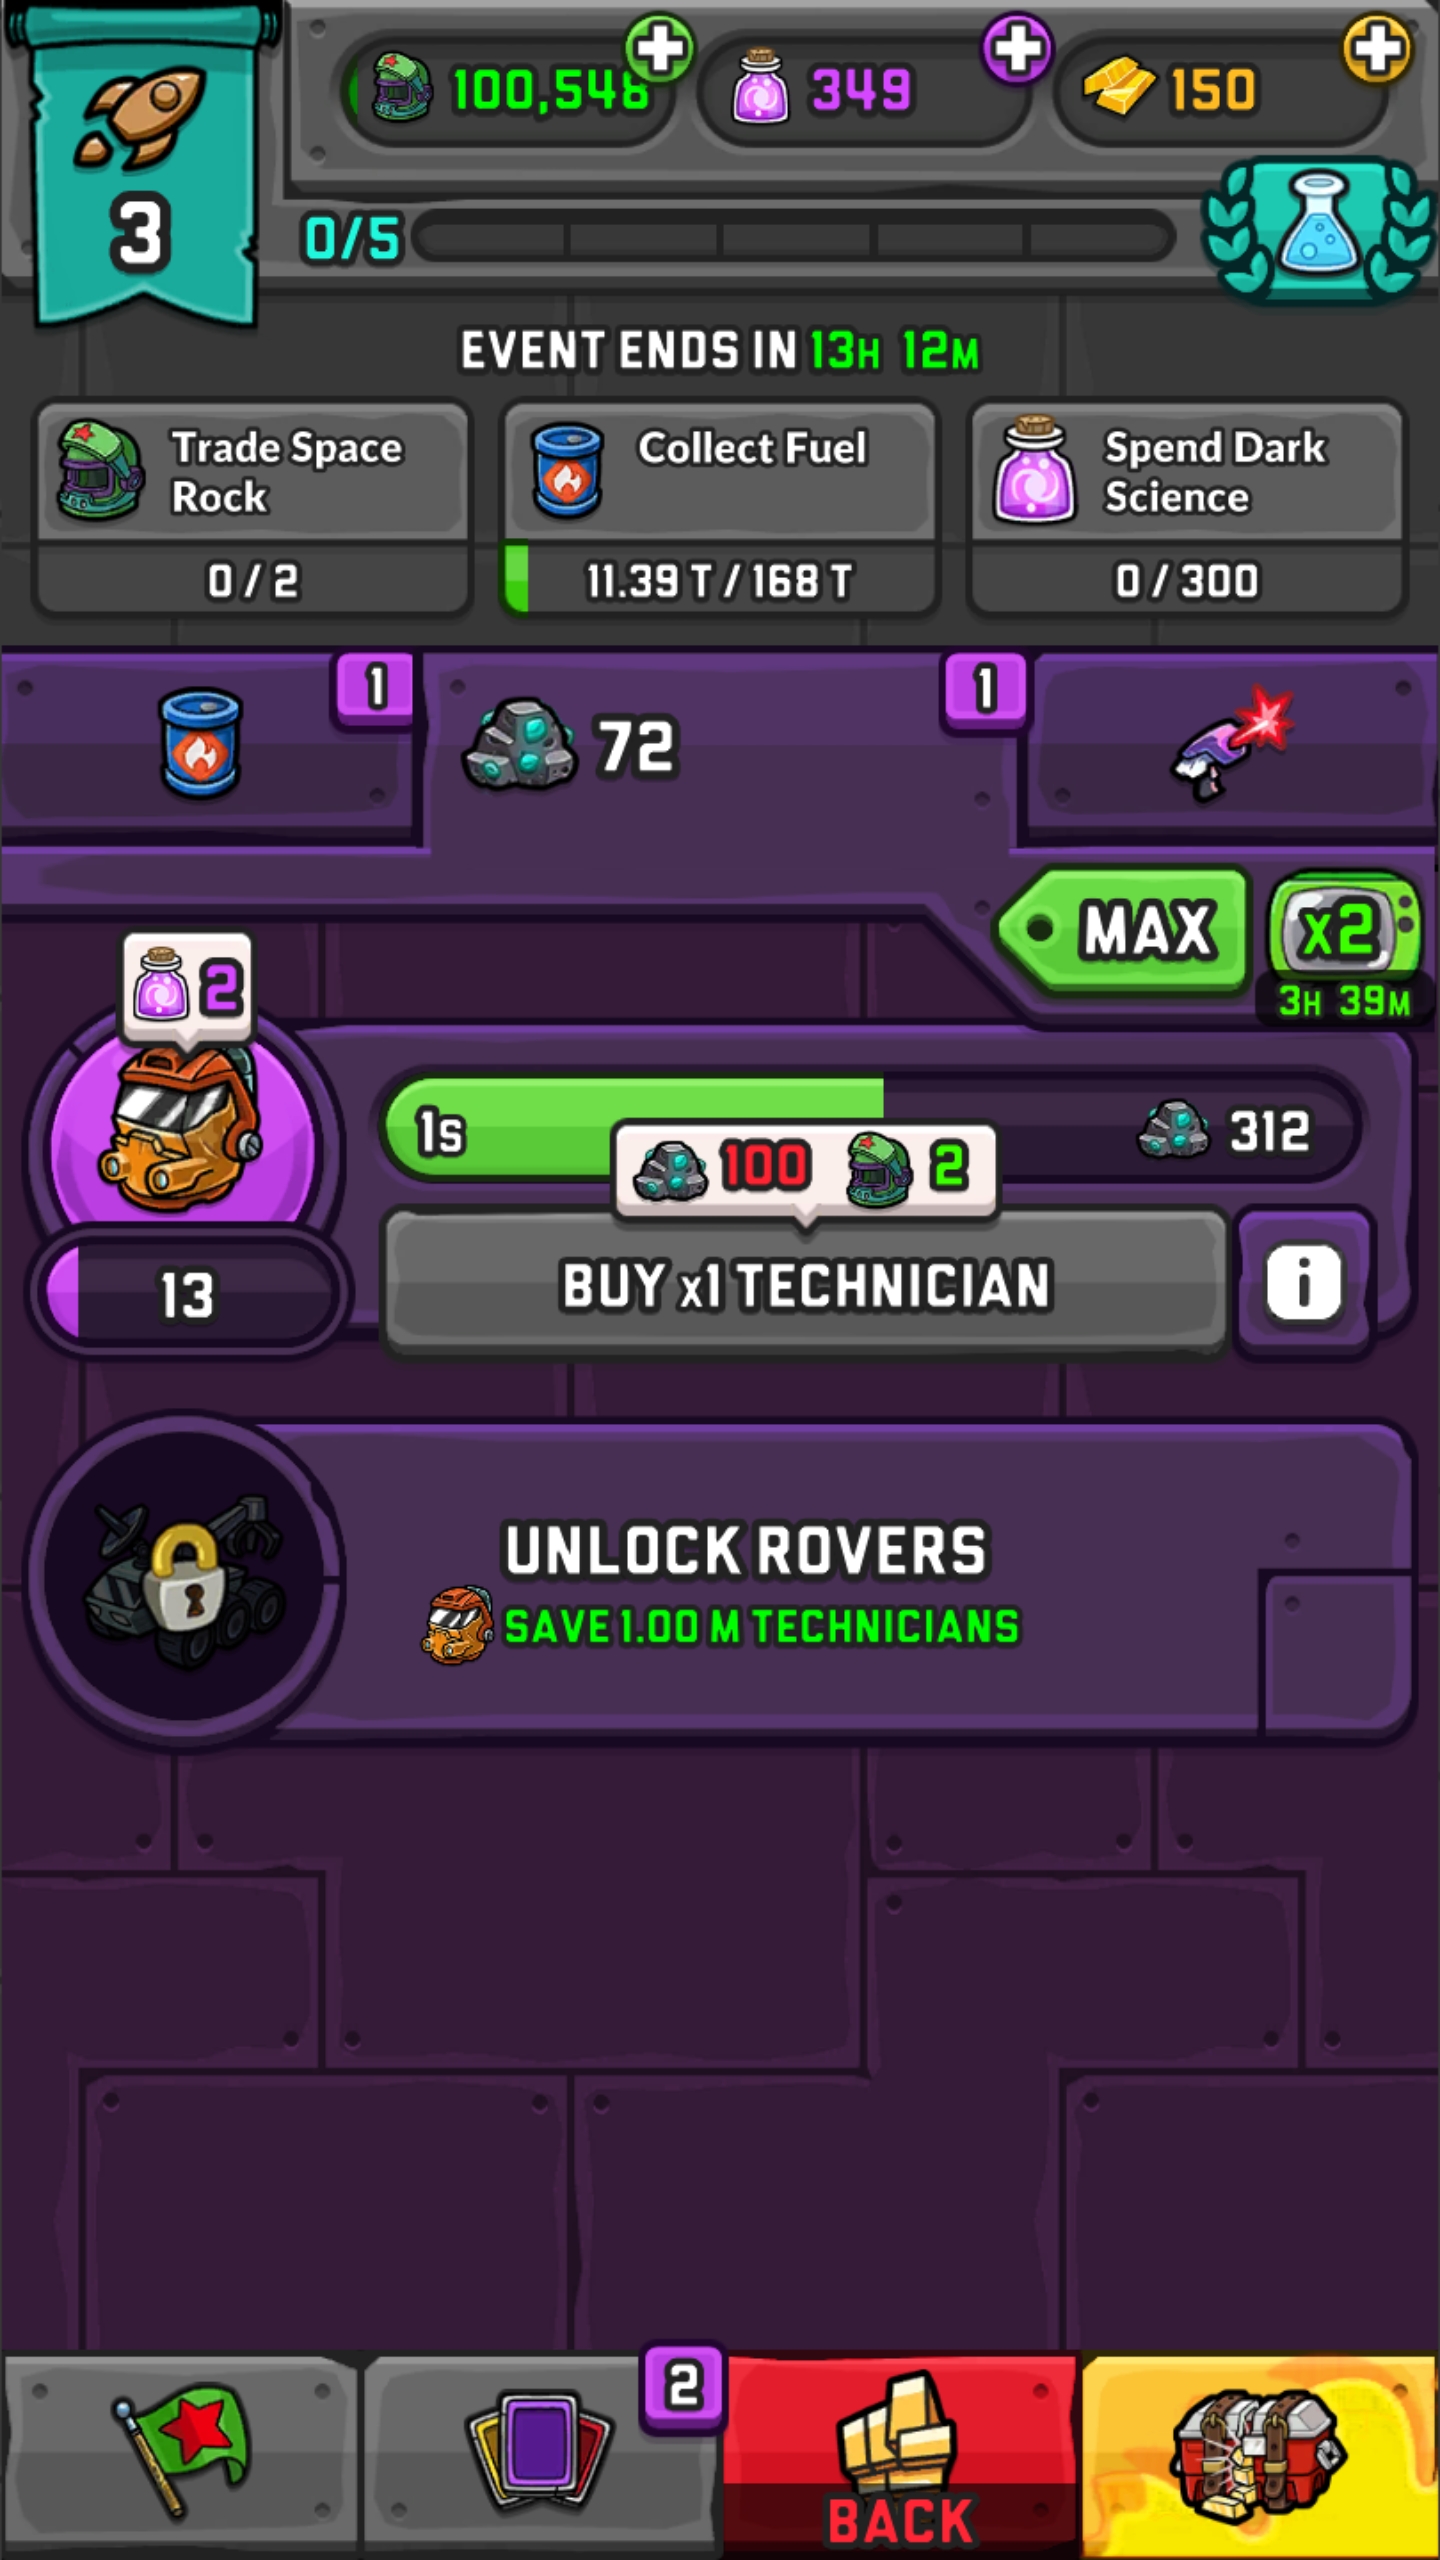 100,548
349
150
3
0/5
EVENT ENDS IN 13H 12M
Trade Space
Rock
0 / 2
Collect Fuel
11.39 T / 168 T
Spend Dark
Science
0 / 300
1
72
1
MAX
x2
3H 39M
2
1s
312
100 2
13
BUY x1 TECHNICIAN
i
UNLOCK ROVERS
SAVE 1.00 M TECHNICIANS
2
BACK